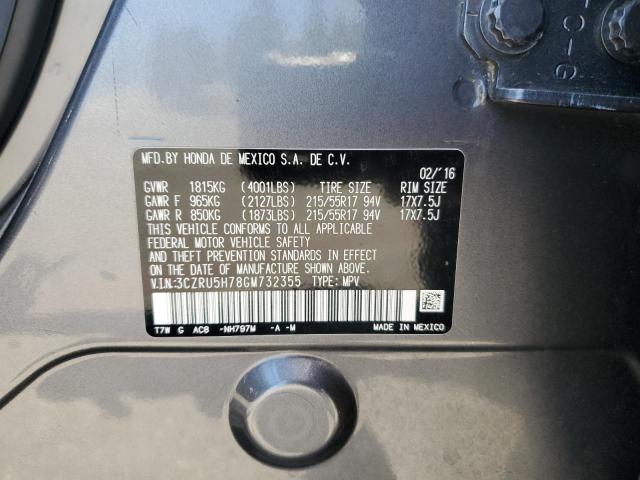 MFD.BY HONDA DE MEXICO S.A. DE C.V.
02/'16
GVWR 1815KG (4001LBS) TIRE SIZE RIM SIZE
GAWR F 965KG (2127LBS) 215/55R17 94V 17X7.5J
GAWR R 850KG (1873LBS) 215/55R17 94V 17X7.5J
THIS VEHICLE CONFORMS TO ALL APPLICABLE
FEDERAL MOTOR VEHICLE SAFETY
AND THEFT PREVENTION STANDARDS IN EFFECT
ON THE DATE OF MANUFACTURE SHOWN ABOVE.
V.I.N:3CZRU5H78GM732355 TYPE: MPV
T7W G AC8 -NH797M -A -M MADE IN MEXICO